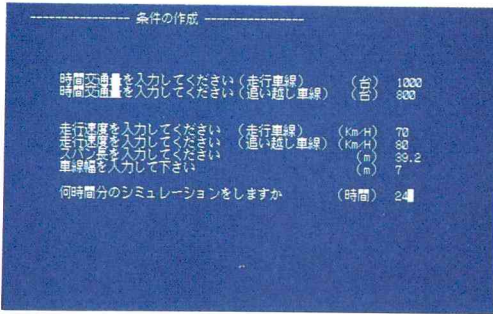 ---------------- 条件の作成 ----------------
時間交通量を入力してください(走行車線) (台) 1000
時間交通量を入力してください(追い越し車線) (台) 800
走行速度を入力してください (走行車線) (Km/H) 70
走行速度を入力してください (追い越し車線) (Km/H) 80
スパン長を入力してください (m) 39.2
車線幅を入力して下さい (m) 7
何時間分のシミュレーションをしますか (時間) 24